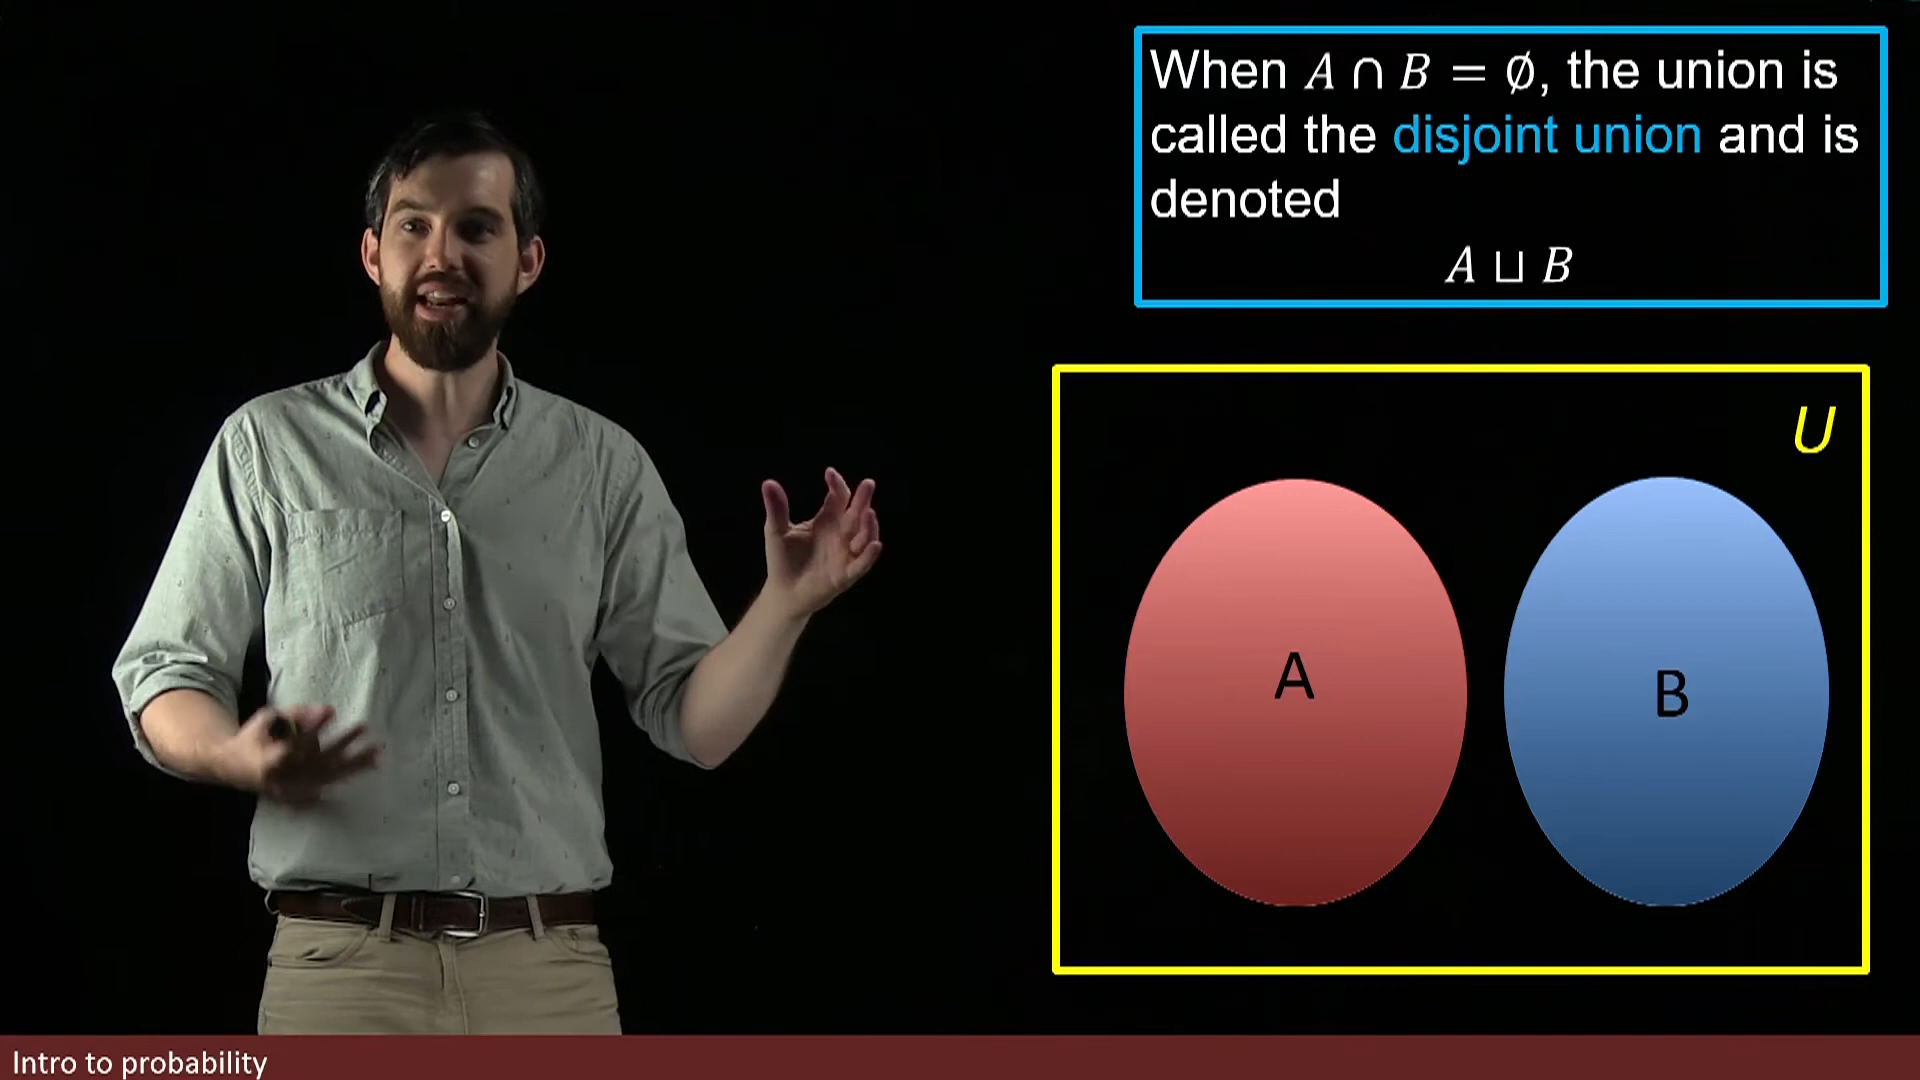 When A ∩ B = ∅, the union is
called the disjoint union and is
denoted
A ⊔ B
U
A
B
Intro to probability